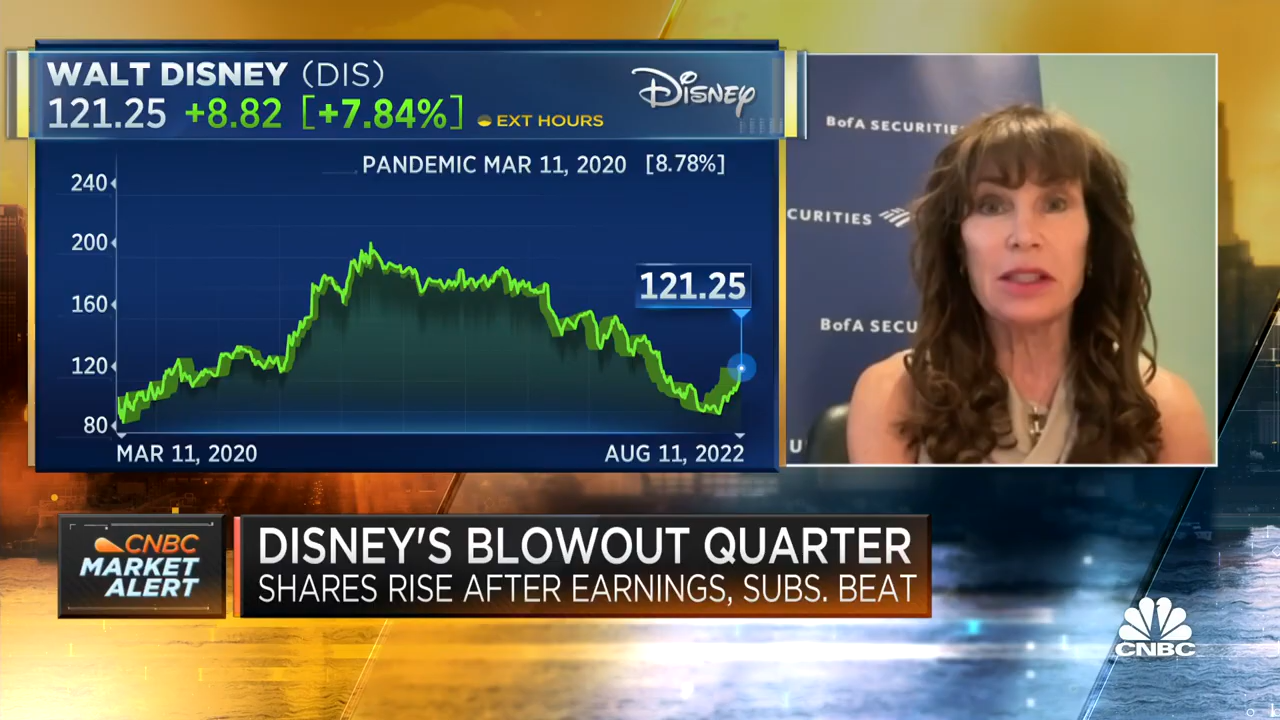 WALT DISNEY (DIS)
121.25 +8.82 [+7.84%] EXT HOURS
Disney
PANDEMIC MAR 11, 2020 [8.78%]
240
200
160
120
80
121.25
MAR 11, 2020
AUG 11, 2022
BofA SECURITIE
CURITIES
BofA SECU
U
CNBC
MARKET
ALERT
DISNEY'S BLOWOUT QUARTER
SHARES RISE AFTER EARNINGS, SUBS. BEAT
CNBC